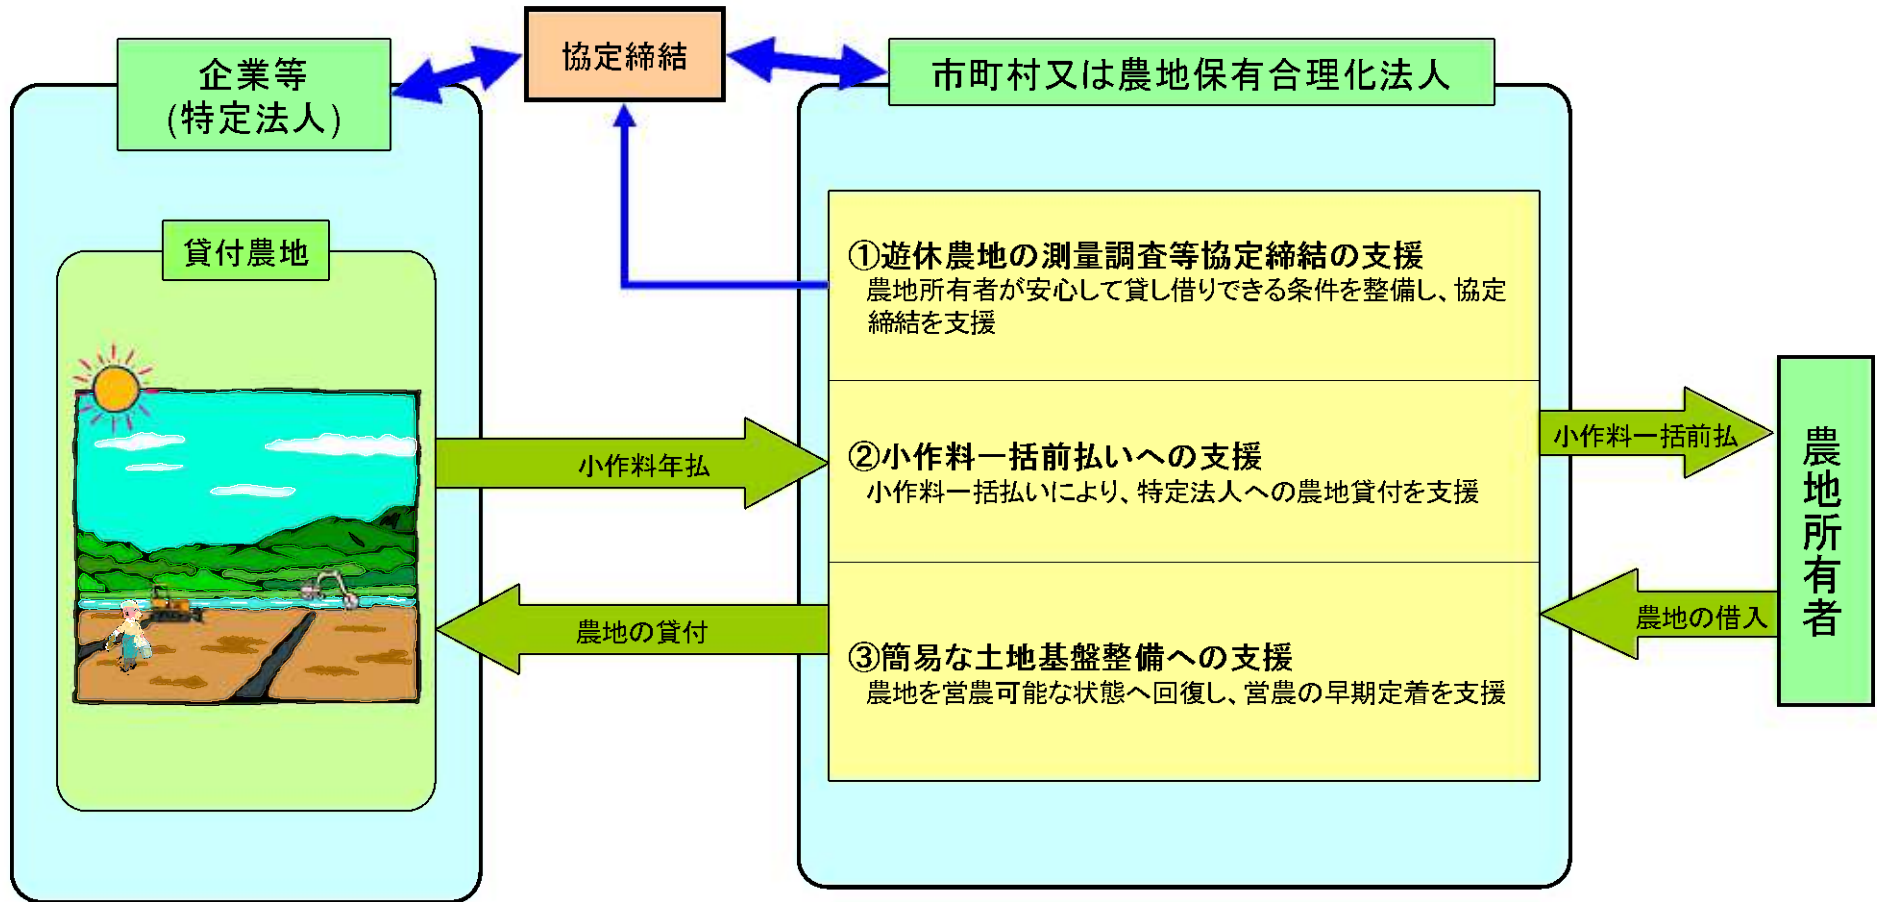 協定締結
企業等
(特定法人)
市町村又は農地保有合理化法人
貸付農地
①遊休農地の測量調査等協定締結の支援
農地所有者が安心して貸し借りできる条件を整備し、協定
締結を支援
小作料年払
②小作料一括前払いへの支援
小作料一括払いにより、特定法人への農地貸付を支援
小作料一括前払
農地の貸付
③簡易な土地基盤整備への支援
農地を営農可能な状態へ回復し、営農の早期定着を支援
農地の借入
農地所有者